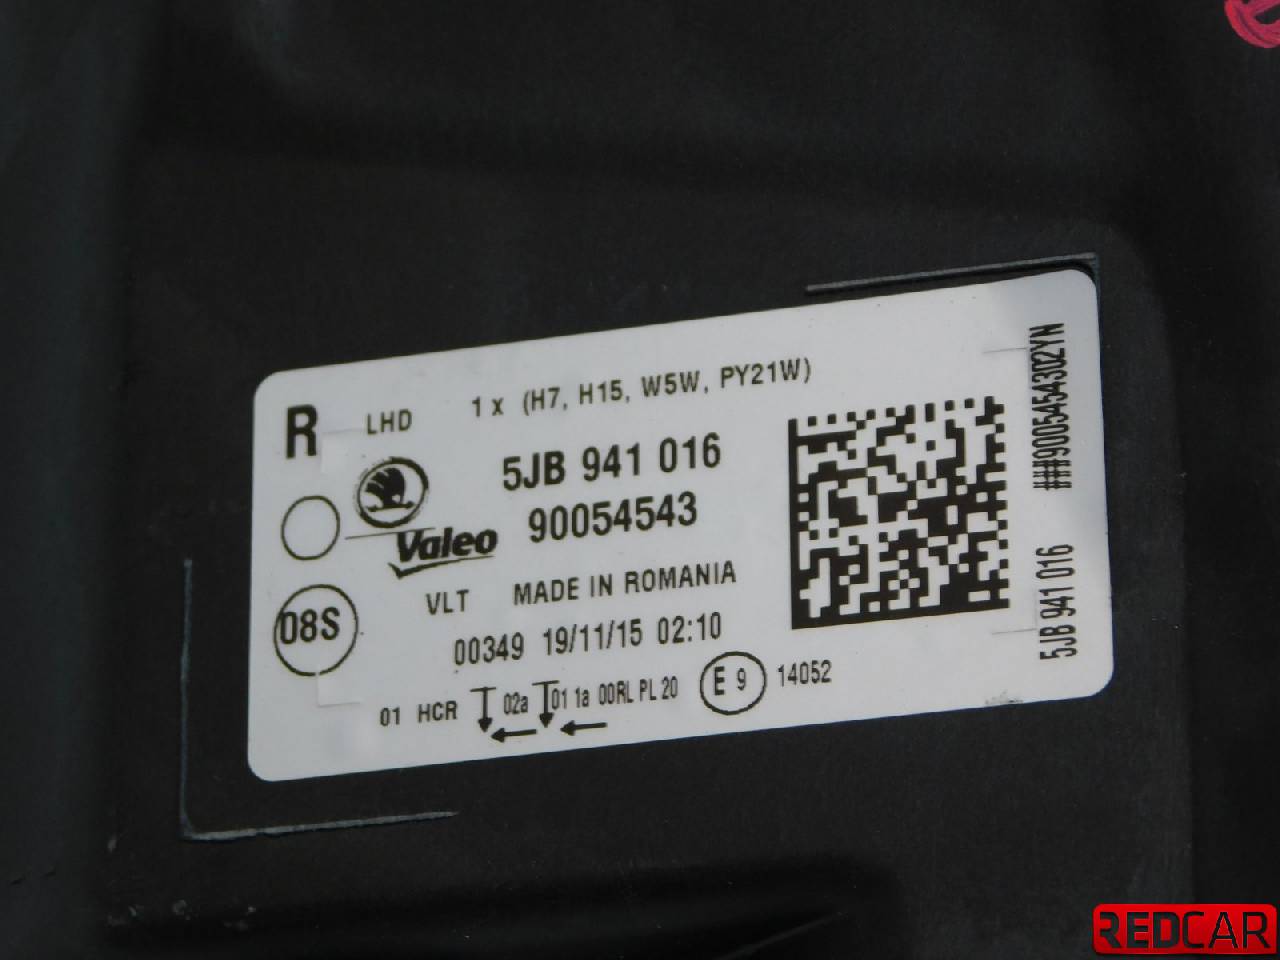 R LHD 1 x (H7, H15, W5W, PY21W)
5JB 941 016
90054543
Valeo
VLT MADE IN ROMANIA
08S
00349 19/11/15 02:10
01 HCR 02a 01 1a 00RL PL 20 E 9 14052
###9005454302YN
5JB 941 016
REDCAR